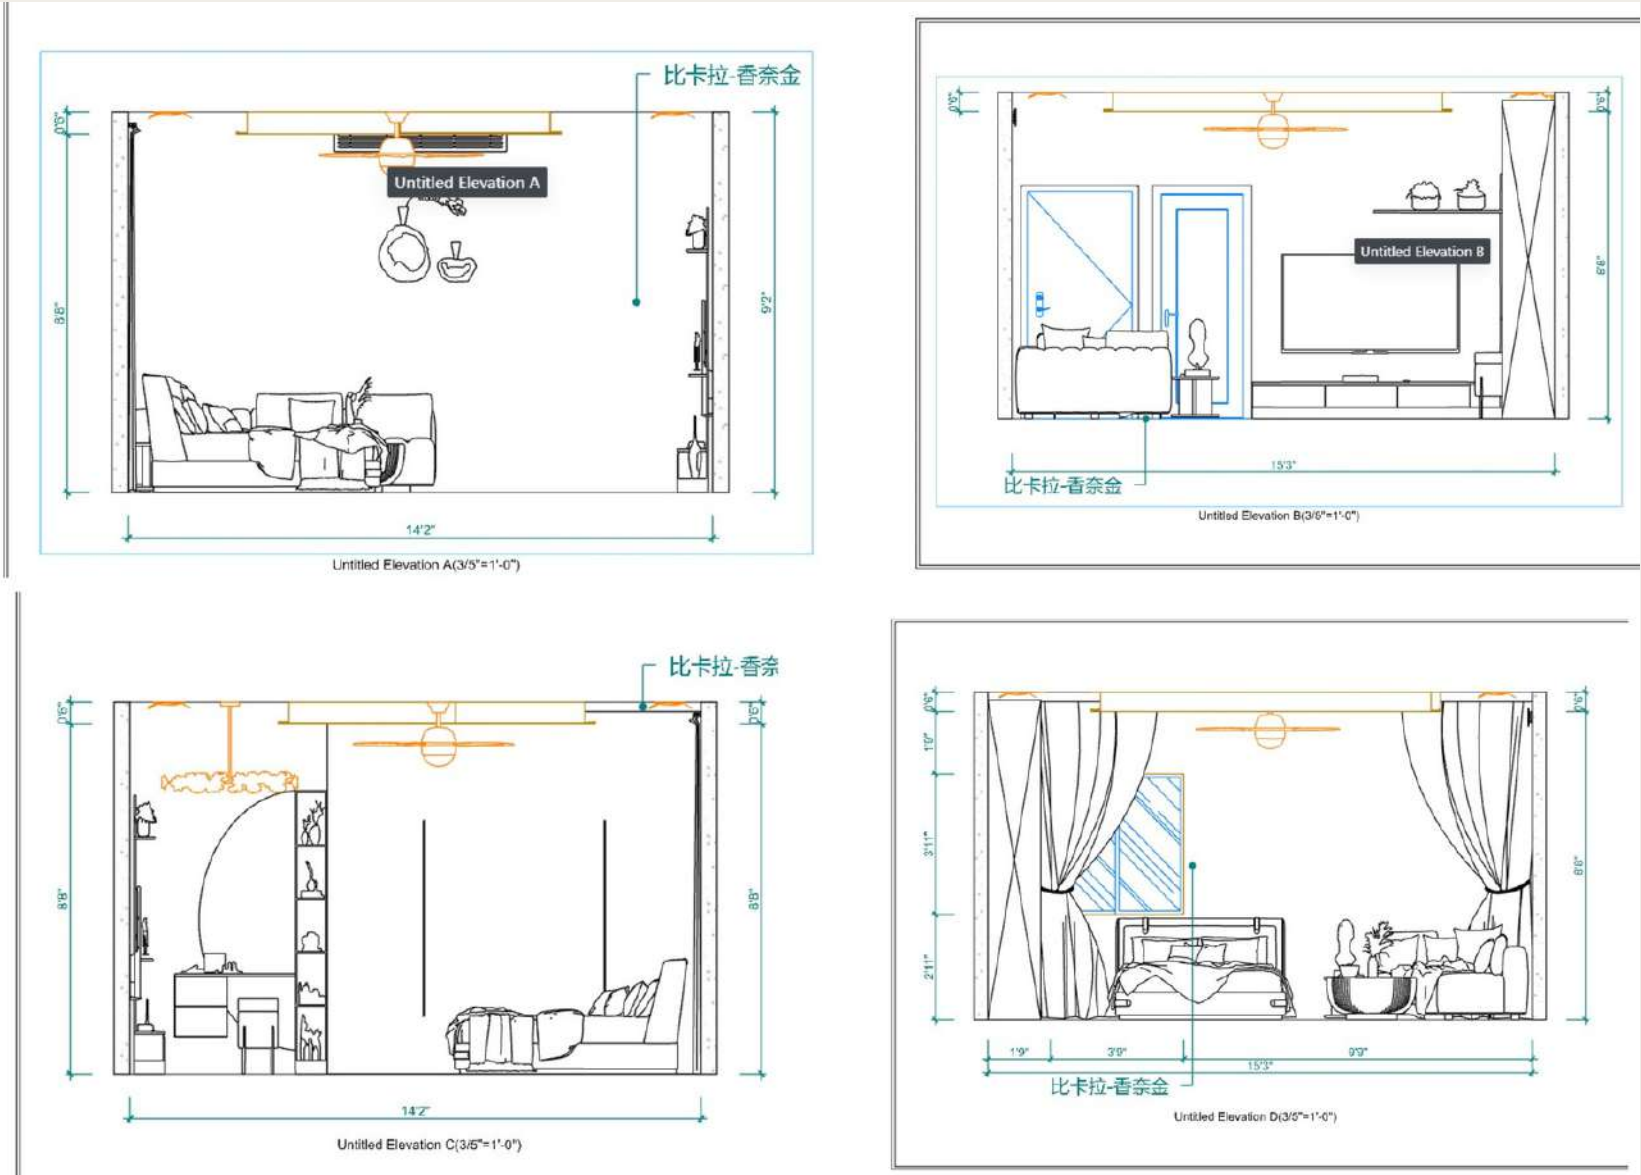 比卡拉-香奈金
0'6"
8'8"
9'2"
Untitled Elevation A
14'2"
Untitled Elevation A(3/5"=1'-0")
0'6"
0'6"
8'8"
Untitled Elevation B
15'3"
比卡拉-香奈金
Untitled Elevation B(3/5"=1'-0")
比卡拉-香奈
0'6"
0'6"
8'8"
8'8"
14'2"
Untitled Elevation C(3/5"=1'-0")
0'6"
0'6"
1'0"
3'11"
2'11"
8'8"
1'9"
3'9"
9'9"
15'3"
比卡拉-香奈金
Untitled Elevation D(3/5"=1'-0")